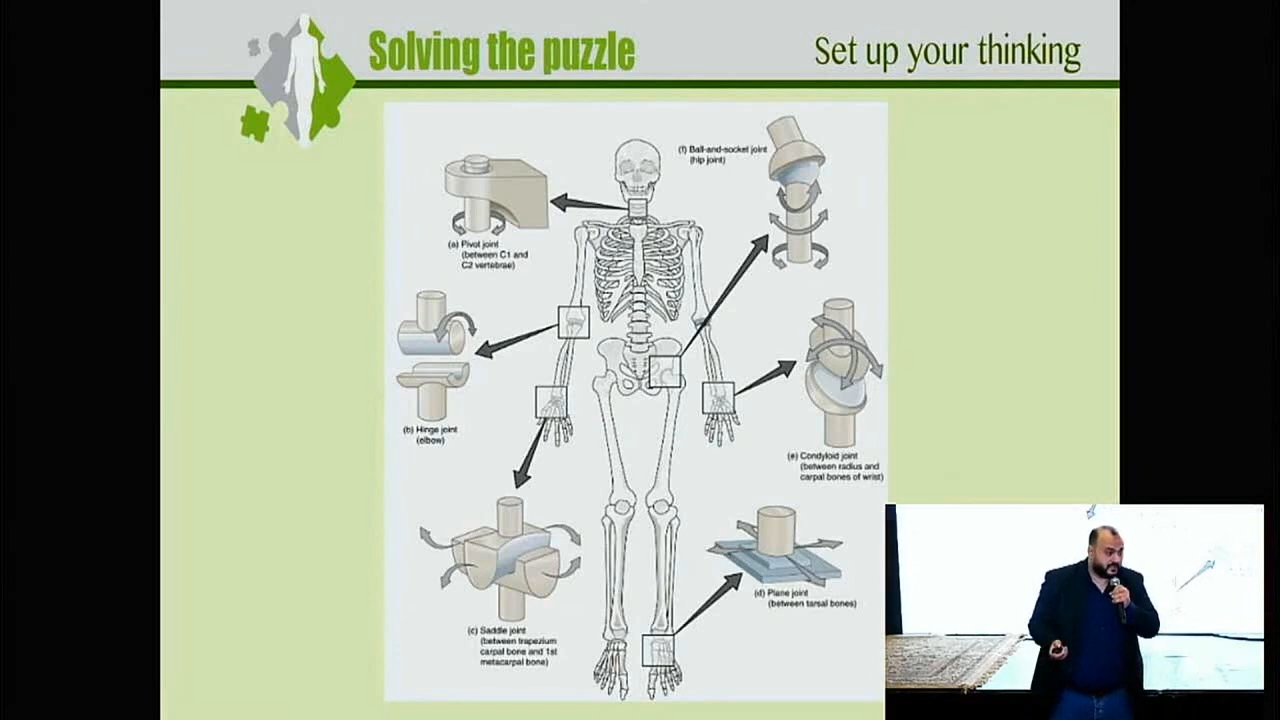 Solving the puzzle
Set up your thinking
(f) Ball-and-socket joint
(hip joint)
(a) Pivot joint
(between C1 and
C2 vertebrae)
(b) Hinge joint
(elbow)
(e) Condyloid joint
(between radius and
carpal bones of wrist)
(d) Plane joint
(between tarsal bones)
(c) Saddle joint
(between trapezium
carpal bone and 1st
metacarpal bone)